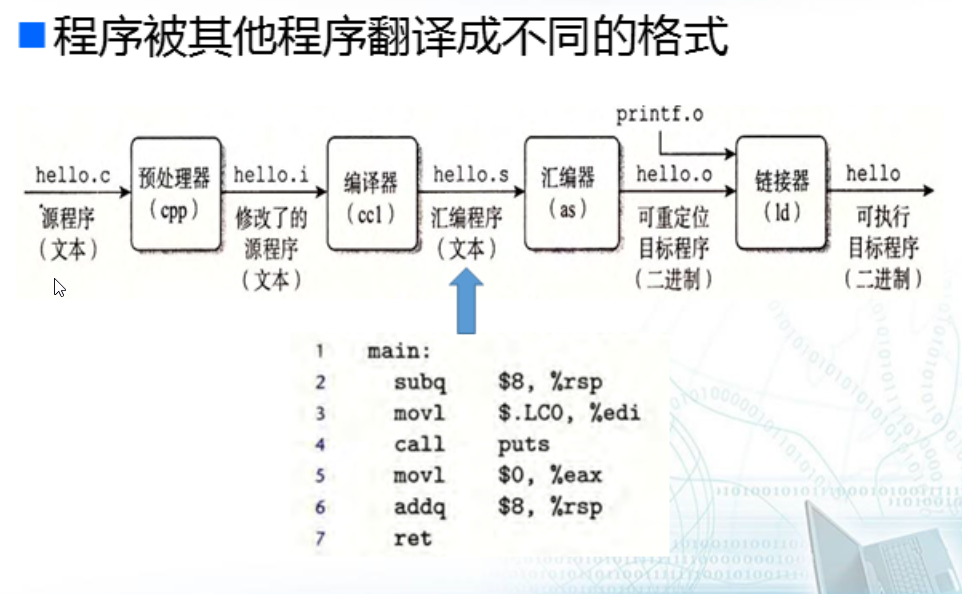 程序被其他程序翻译成不同的格式
printf.o
hello.c
预处理器
(cpp)
hello.i
编译器
(cc1)
hello.s
汇编器
(as)
hello.o
链接器
(ld)
hello
源程序
(文本)
修改了的
源程序
(文本)
汇编程序
(文本)
可重定位
目标程序
(二进制)
可执行
目标程序
(二进制)
1 main:
2 subq $8, %rsp
3 movl $.LC0, %edi
4 call puts
5 movl $0, %eax
6 addq $8, %rsp
7 ret